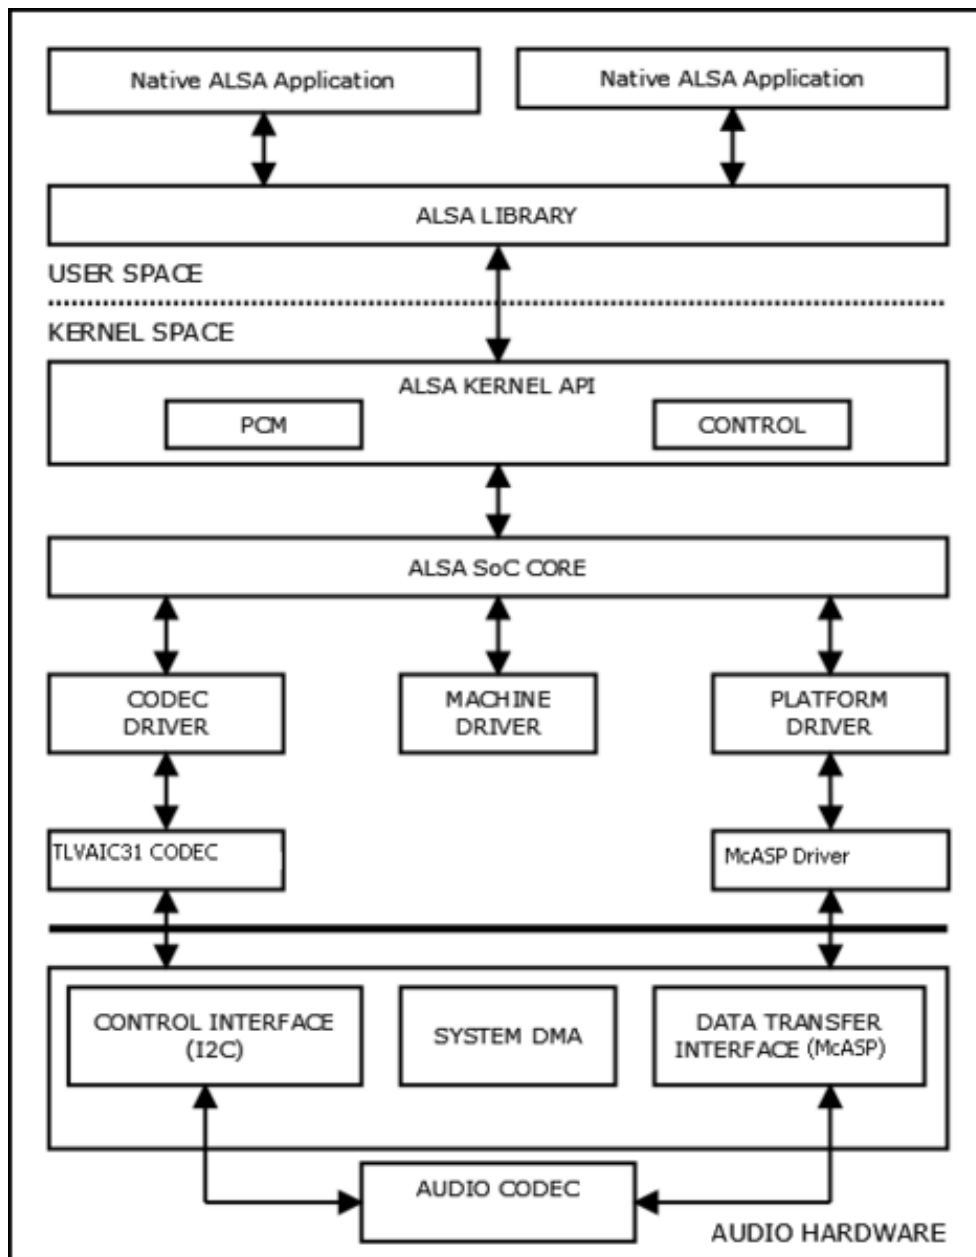 Native ALSA Application
Native ALSA Application
ALSA LIBRARY
USER SPACE
KERNEL SPACE
ALSA KERNEL API
PCM
CONTROL
ALSA SoC CORE
CODEC
DRIVER
MACHINE
DRIVER
PLATFORM
DRIVER
TLVAIC31 CODEC
McASP Driver
CONTROL INTERFACE
(I2C)
SYSTEM DMA
DATA TRANSFER
INTERFACE (McASP)
AUDIO CODEC
AUDIO HARDWARE